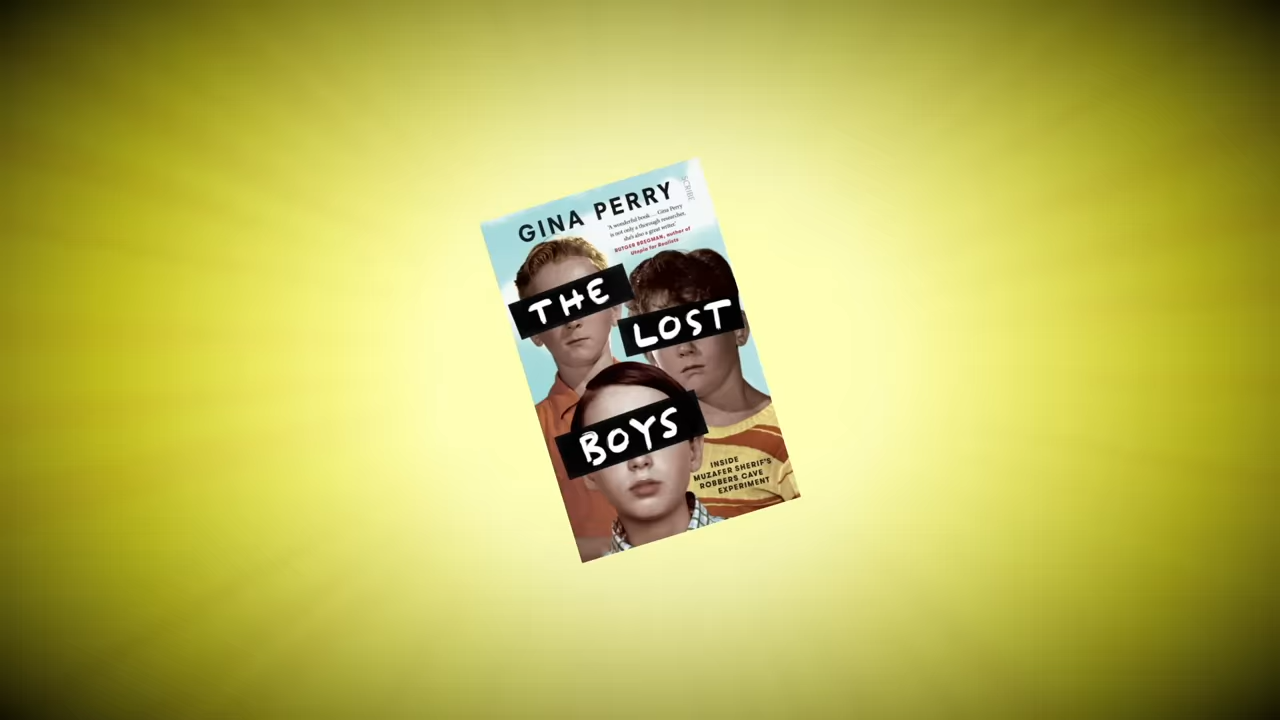 GINA PERRY
SCRIBE
'A wonderful book ... Gina Perry
is not only a thorough researcher,
she's also a great writer.'
RUTGER BREGMAN, author of
Utopia for Realists
THE
LOST
BOYS
INSIDE
MUZAFER SHERIF'S
ROBBERS CAVE
EXPERIMENT